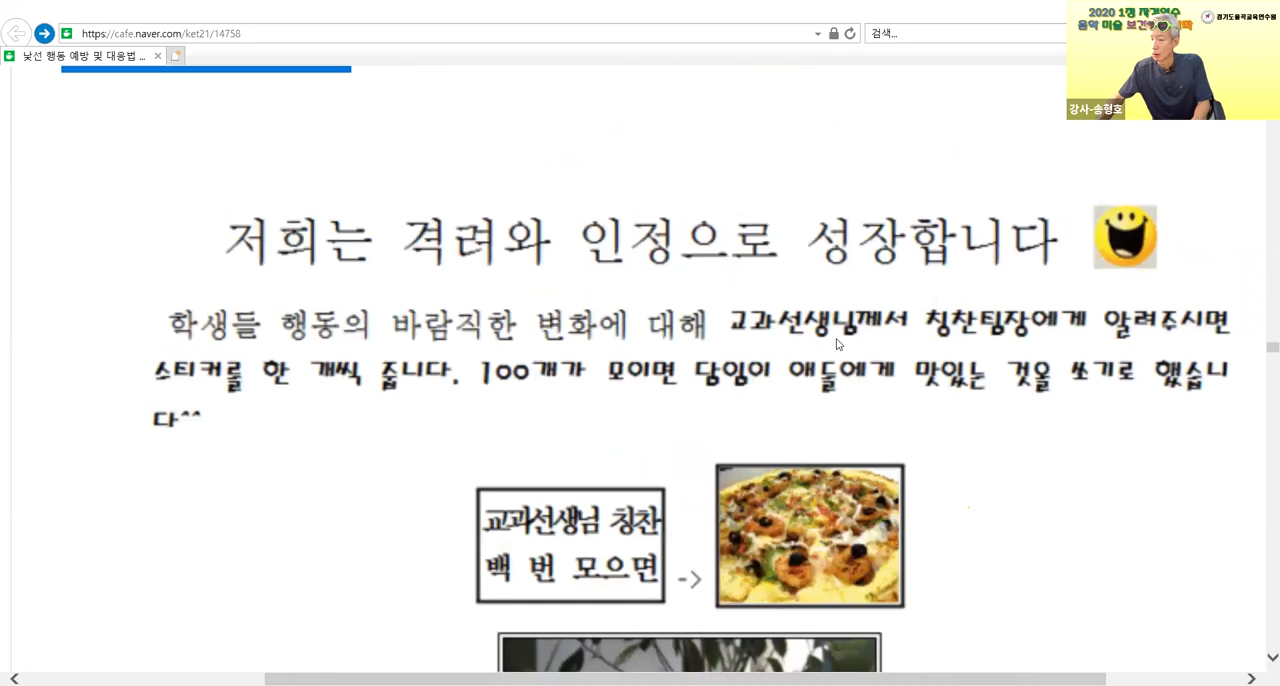 https://cafe.naver.com/ket21/14758
검색...
낯선 행동 예방 및 대응법 ...
2020 1정 자격연수
음악 미술 보건
경기도율곡교육연수원
강사-송형호
저희는 격려와 인정으로 성장합니다
학생들 행동의 바람직한 변화에 대해 교과선생님께서 칭찬팀장에게 알려주시면
스티커를 한 개씩 줍니다. 100개가 모이면 담임이 애들에게 맛있는 것을 쏘기로 했습니
다^^
교과선생님 칭찬
백 번 모으면
->